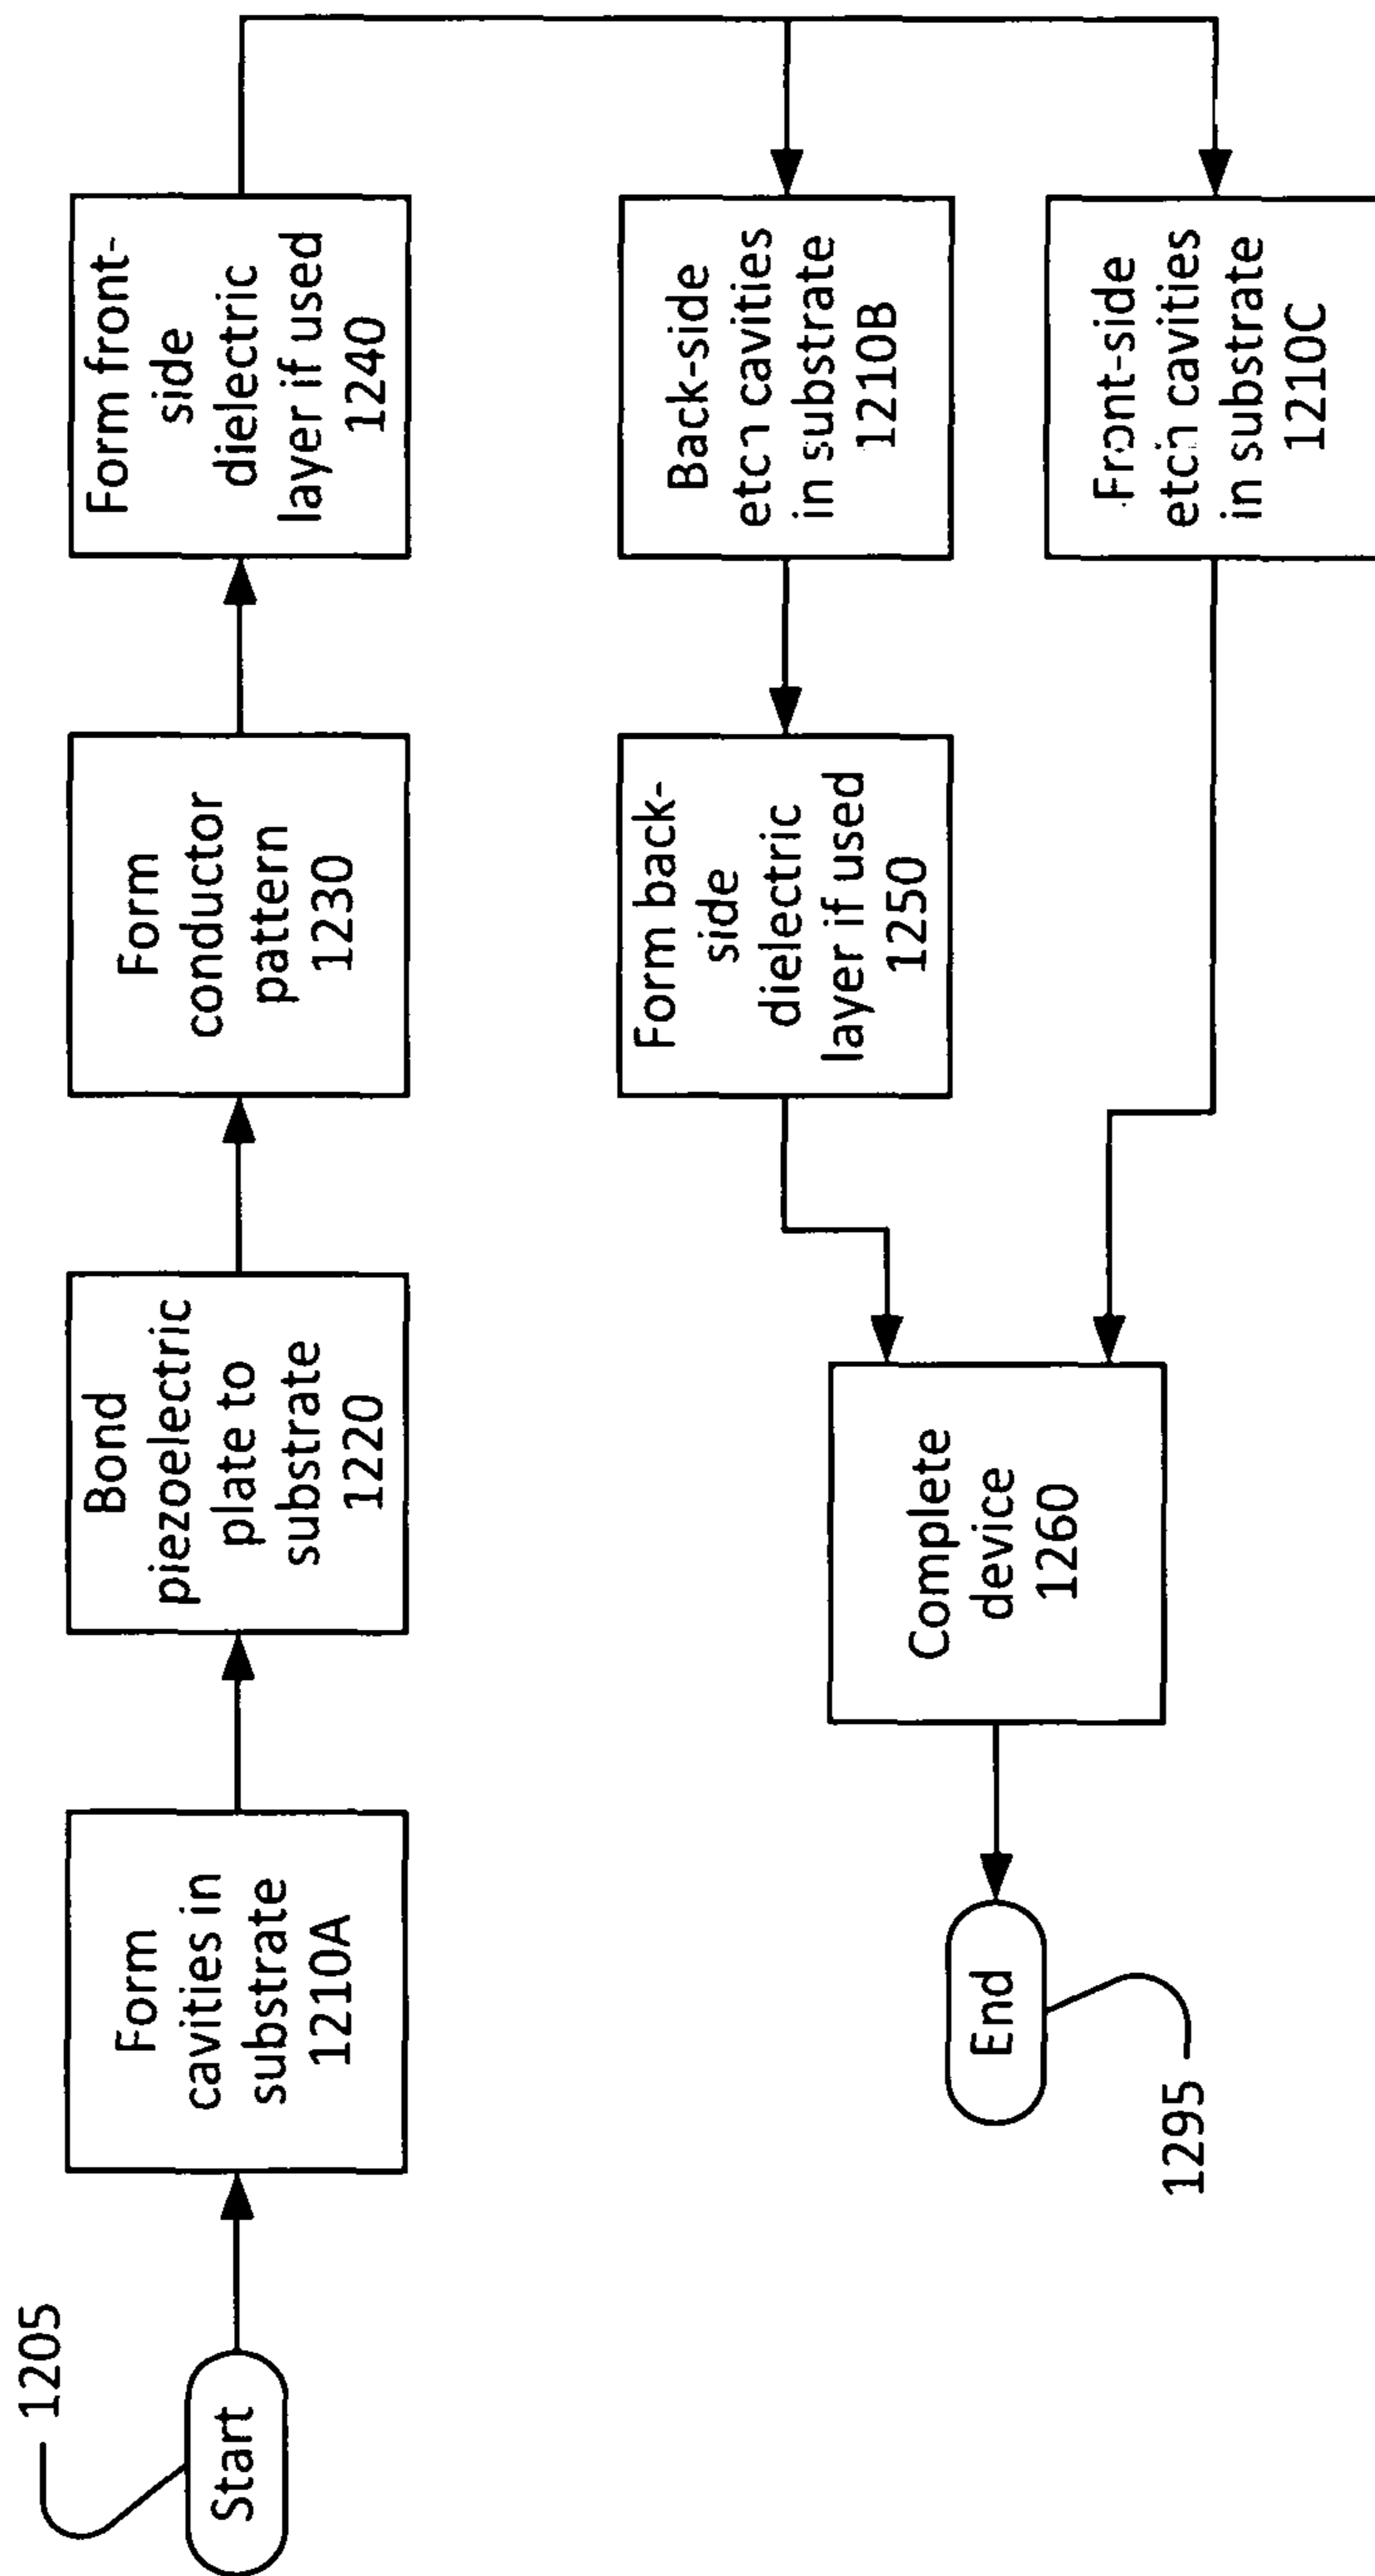 1205
Start
Form
cavities in
substrate
1210A
Bond
piezoelectric
plate to
substrate
1220
Form
conductor
pattern
1230
Form front-
side
dielectric
layer if used
1240
Back-side
etch cavities
in substrate
1210B
Form back-
side
dielectric
layer if used
1250
Front-side
etch cavities
in substrate
1210C
Complete
device
1260
End
1295